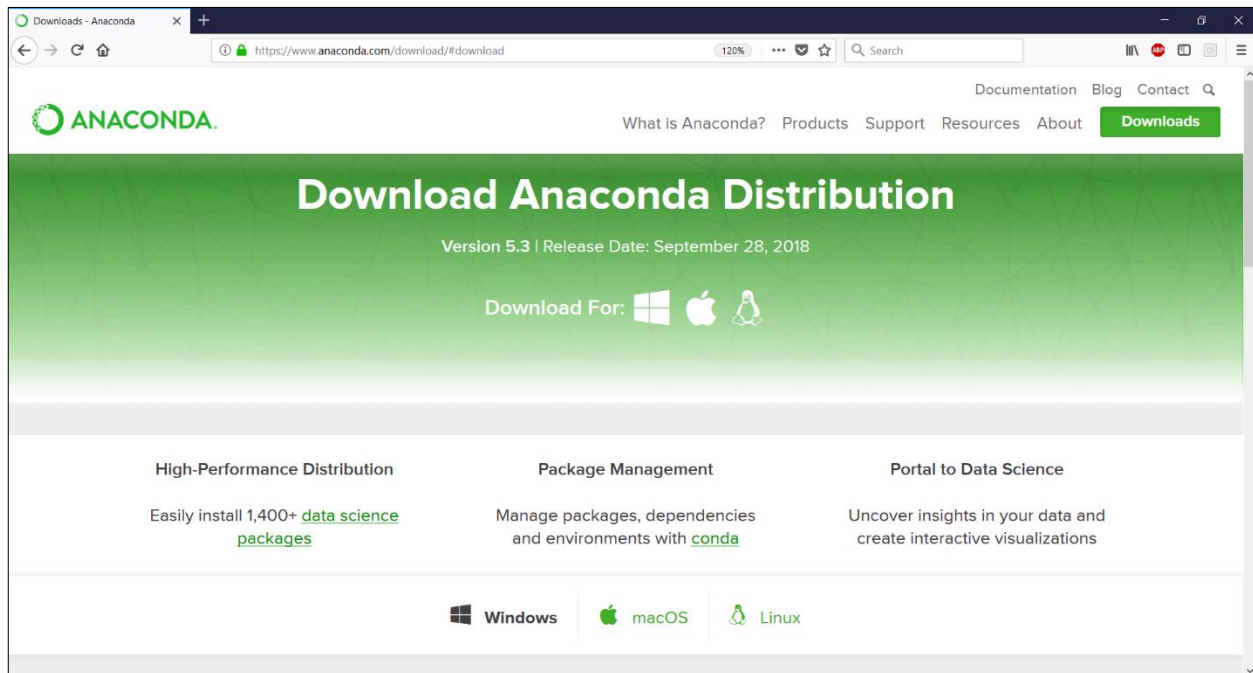 Downloads - Anaconda
https://www.anaconda.com/download/#download
120%
Search
ABP
Documentation Blog Contact
ANACONDA.
What is Anaconda? Products Support Resources About Downloads
Download Anaconda Distribution
Version 5.3 | Release Date: September 28, 2018
Download For:
High-Performance Distribution
Easily install 1,400+ data science
packages
Package Management
Manage packages, dependencies
and environments with conda
Portal to Data Science
Uncover insights in your data and
create interactive visualizations
Windows
macOS
Linux